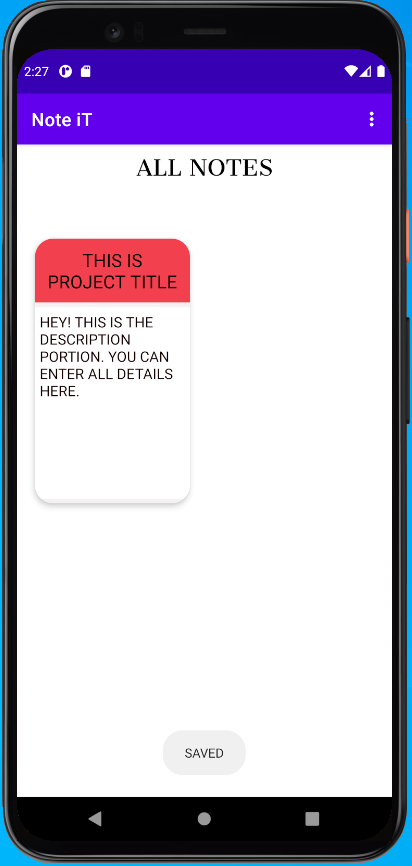 2:27
Note iT
ALL NOTES
THIS IS
PROJECT TITLE
HEY! THIS IS THE
DESCRIPTION
PORTION. YOU CAN
ENTER ALL DETAILS
HERE.
SAVED